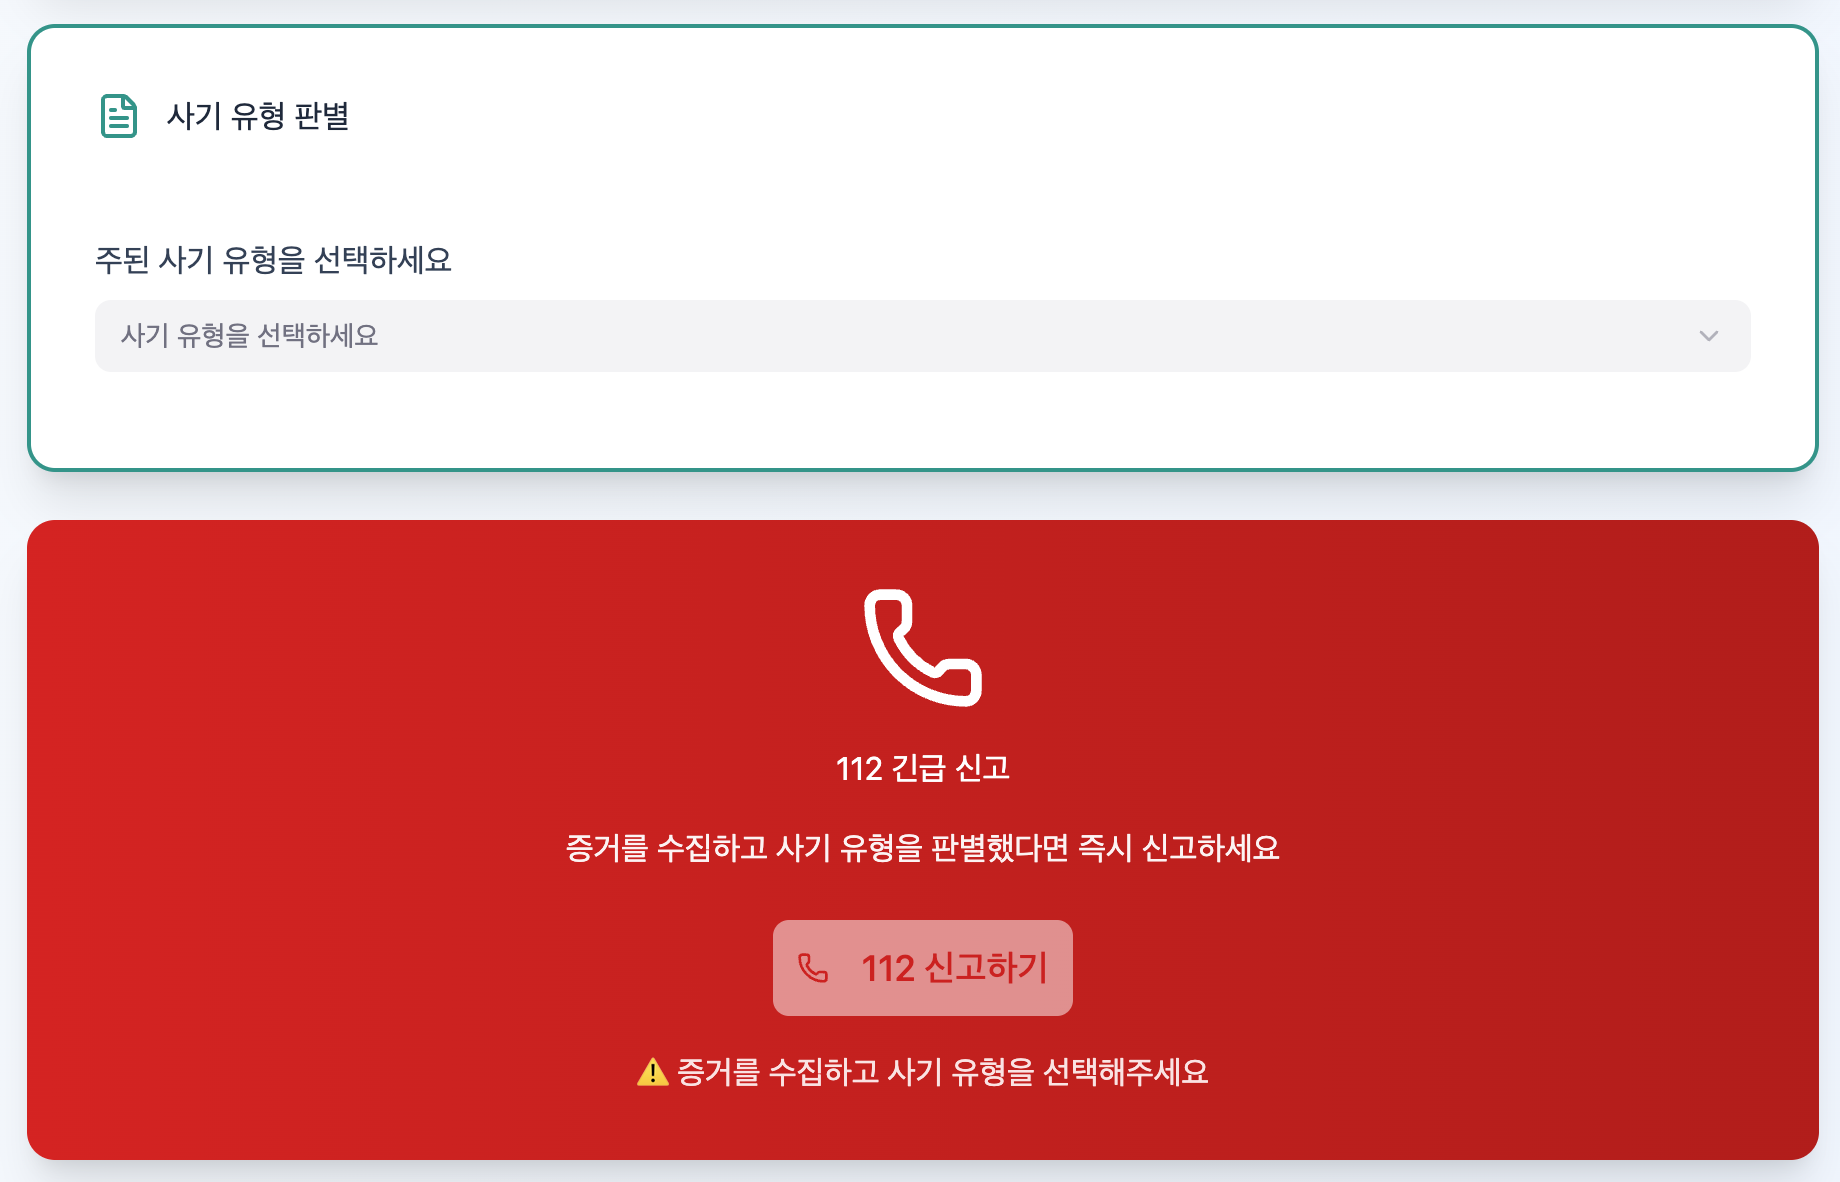 사기 유형 판별
주된 사기 유형을 선택하세요
사기 유형을 선택하세요
112 긴급 신고
증거를 수집하고 사기 유형을 판별했다면 즉시 신고하세요
112 신고하기
⚠️ 증거를 수집하고 사기 유형을 선택해주세요